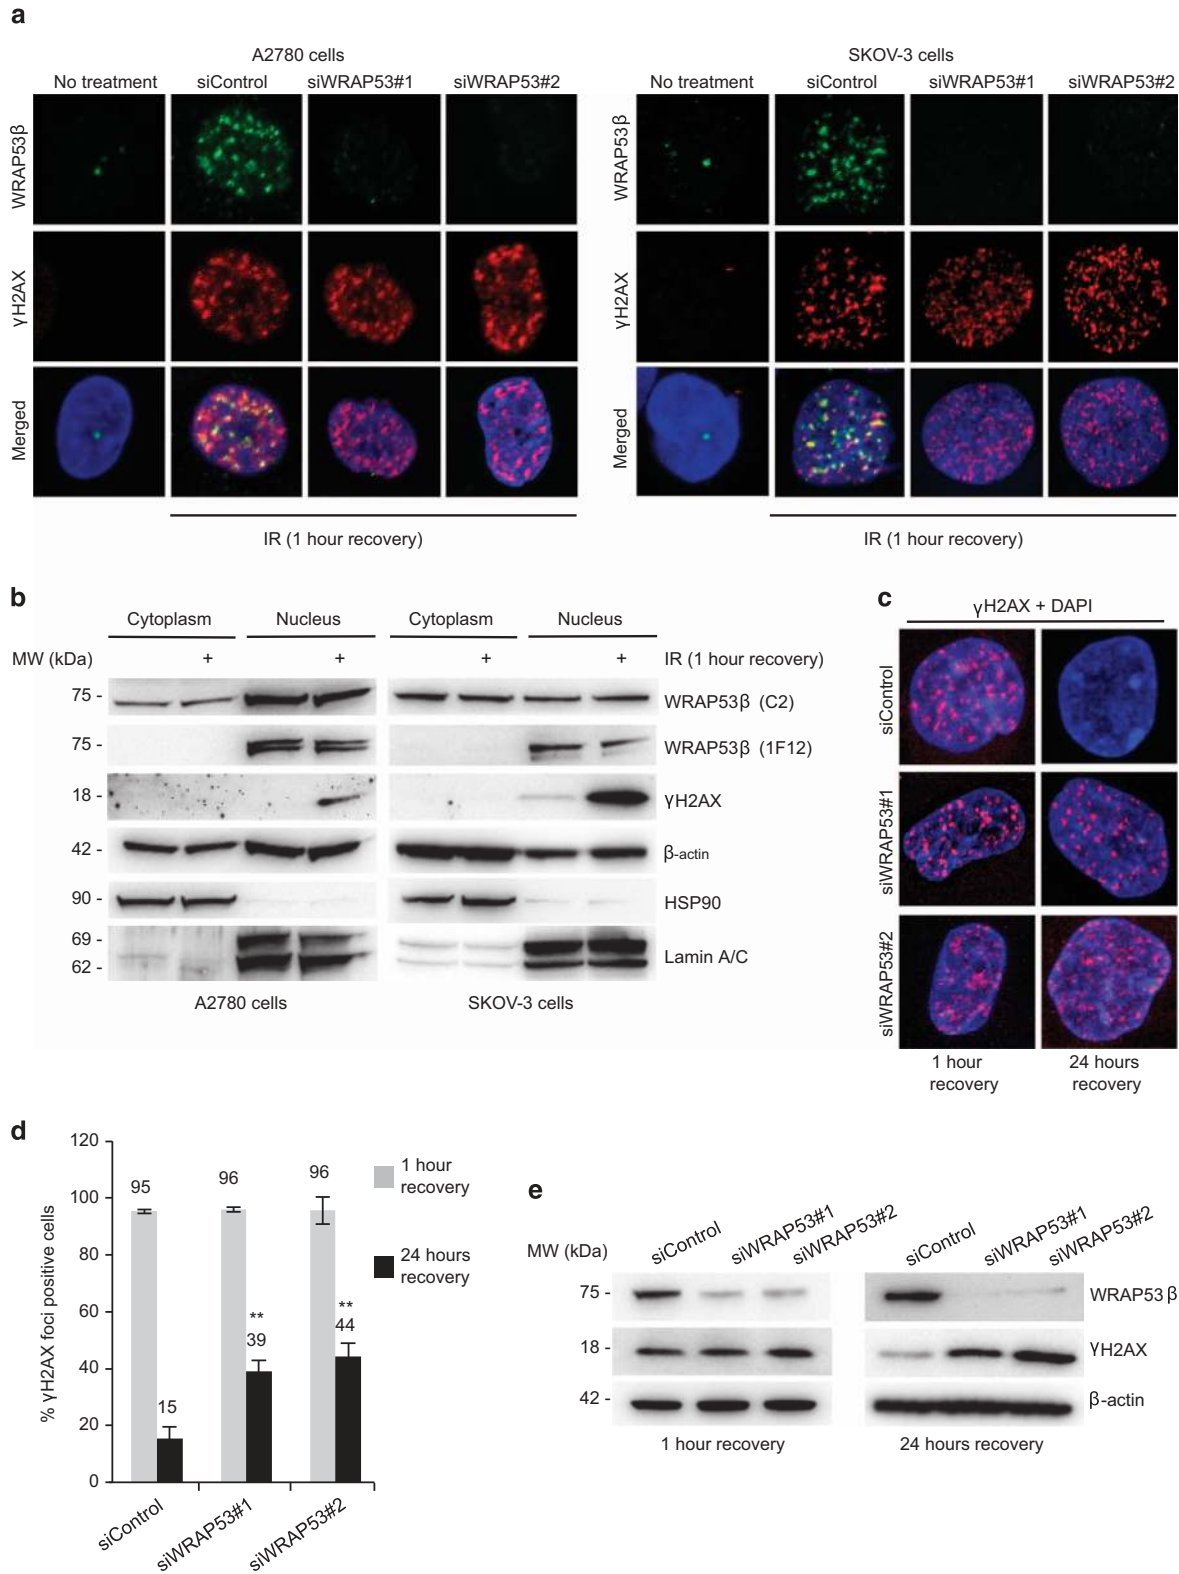 a
A2780 cells
No treatment siControl siWRAP53#1 siWRAP53#2
WRAP53β
γH2AX
Merged
IR (1 hour recovery)
SKOV-3 cells
No treatment siControl siWRAP53#1 siWRAP53#2
WRAP53β
γH2AX
Merged
IR (1 hour recovery)
b
Cytoplasm Nucleus Cytoplasm Nucleus
MW (kDa) + + + + IR (1 hour recovery)
75 - WRAP53β (C2)
75 - WRAP53β (1F12)
18 - γH2AX
42 - β-actin
90 - HSP90
69 -
62 - Lamin A/C
A2780 cells SKOV-3 cells
c
γH2AX + DAPI
siControl
siWRAP53#1
siWRAP53#2
1 hour recovery
24 hours recovery
d
% γH2AX foci positive cells
120
100
80
60
40
20
0
95
15
96
**
39
96
**
44
1 hour
recovery
24 hours
recovery
siControl
siWRAP53#1
siWRAP53#2
e
MW (kDa) siControl siWRAP53#1 siWRAP53#2 siControl siWRAP53#1 siWRAP53#2
75 - WRAP53β
18 - γH2AX
42 - β-actin
1 hour recovery 24 hours recovery